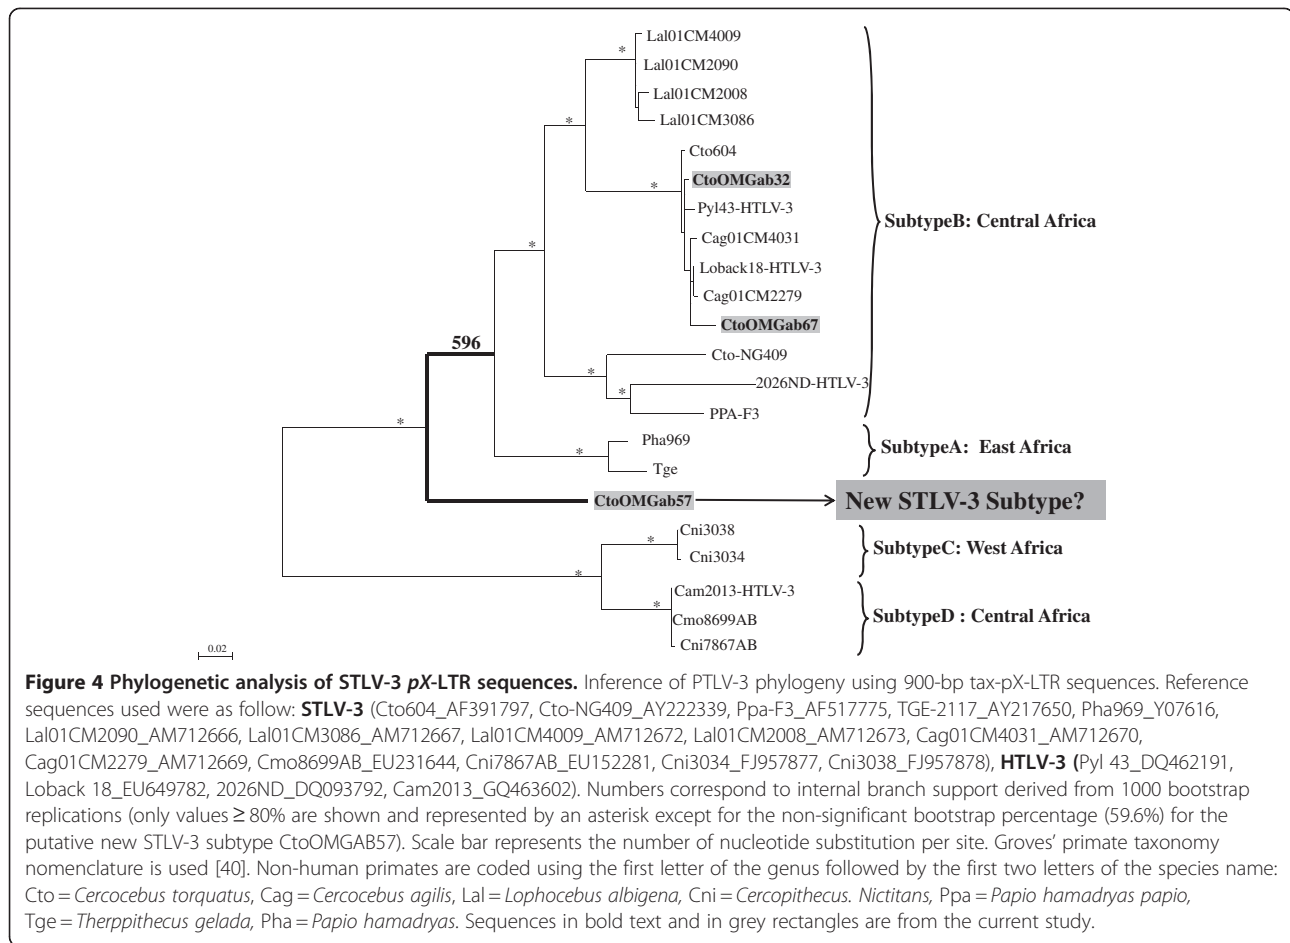 Lal01CM4009
Lal01CM2090
Lal01CM2008
Lal01CM3086
Cto604
CtoOMGab32
Pyl43-HTLV-3
Cag01CM4031
Loback18-HTLV-3
Cag01CM2279
CtoOMGab67
Cto-NG409
2026ND-HTLV-3
PPA-F3
Pha969
Tge
CtoOMGab57
Cni3038
Cni3034
Cam2013-HTLV-3
Cmo8699AB
Cni7867AB
*
*
*
*
*
*
*
*
*
*
*
*
596
SubtypeB: Central Africa
SubtypeA: East Africa
New STLV-3 Subtype?
SubtypeC: West Africa
SubtypeD : Central Africa
0.02
Figure 4 Phylogenetic analysis of STLV-3 pX-LTR sequences. Inference of PTLV-3 phylogeny using 900-bp tax-pX-LTR sequences. Reference
sequences used were as follow: STLV-3 (Cto604_AF391797, Cto-NG409_AY222339, Ppa-F3_AF517775, TGE-2117_AY217650, Pha969_Y07616,
Lal01CM2090_AM712666, Lal01CM3086_AM712667, Lal01CM4009_AM712672, Lal01CM2008_AM712673, Cag01CM4031_AM712670,
Cag01CM2279_AM712669, Cmo8699AB_EU231644, Cni7867AB_EU152281, Cni3034_FJ957877, Cni3038_FJ957878), HTLV-3 (Pyl 43_DQ462191,
Loback 18_EU649782, 2026ND_DQ093792, Cam2013_GQ463602). Numbers correspond to internal branch support derived from 1000 bootstrap
replications (only values ≥ 80% are shown and represented by an asterisk except for the non-significant bootstrap percentage (59.6%) for the
putative new STLV-3 subtype CtoOMGAB57). Scale bar represents the number of nucleotide substitution per site. Groves' primate taxonomy
nomenclature is used [40]. Non-human primates are coded using the first letter of the genus followed by the first two letters of the species name:
Cto = Cercocebus torquatus, Cag = Cercocebus agilis, Lal = Lophocebus albigena, Cni = Cercopithecus. Nictitans, Ppa = Papio hamadryas papio,
Tge = Therppithecus gelada, Pha = Papio hamadryas. Sequences in bold text and in grey rectangles are from the current study.